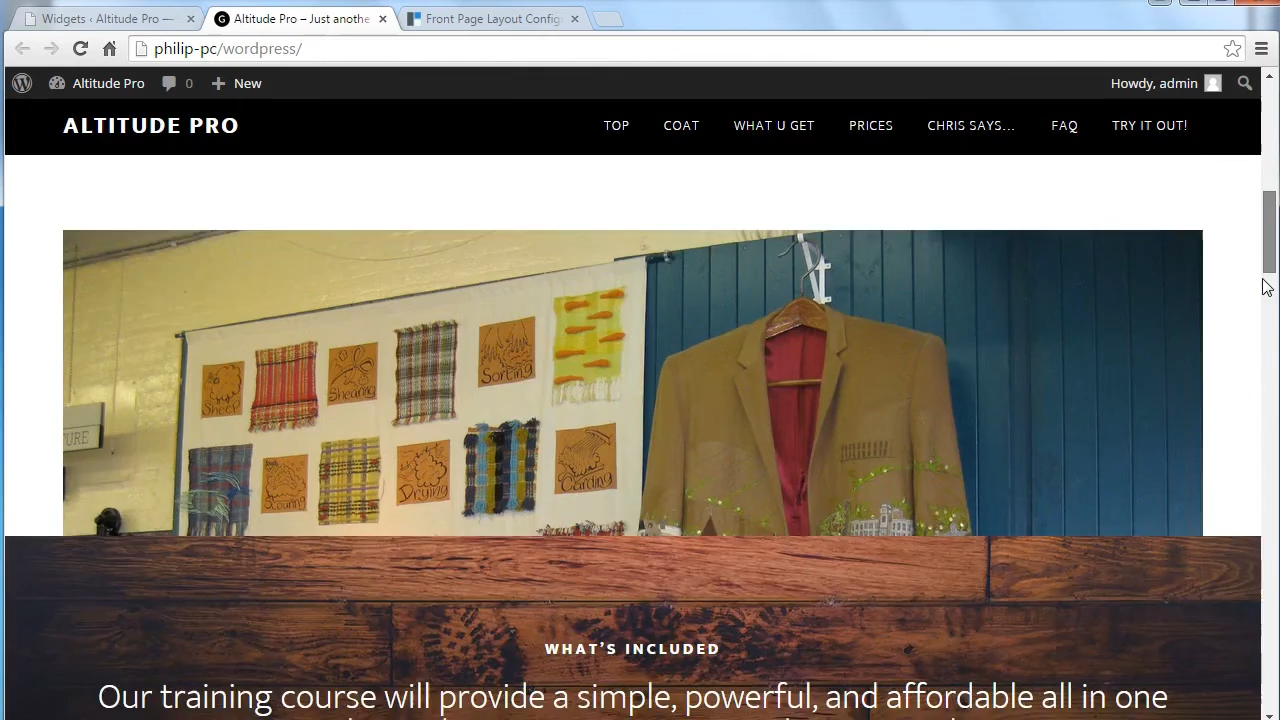 Widgets ‹ Altitude Pro —
Altitude Pro – Just anothe
Front Page Layout Config
philip-pc/wordpress/
Altitude Pro 0 New Howdy, admin
ALTITUDE PRO TOP COAT WHAT U GET PRICES CHRIS SAYS... FAQ TRY IT OUT!
Sheep Shearing Sorting
Scouring Drying Carding
TURE
WHAT'S INCLUDED
Our training course will provide a simple, powerful, and affordable all in one